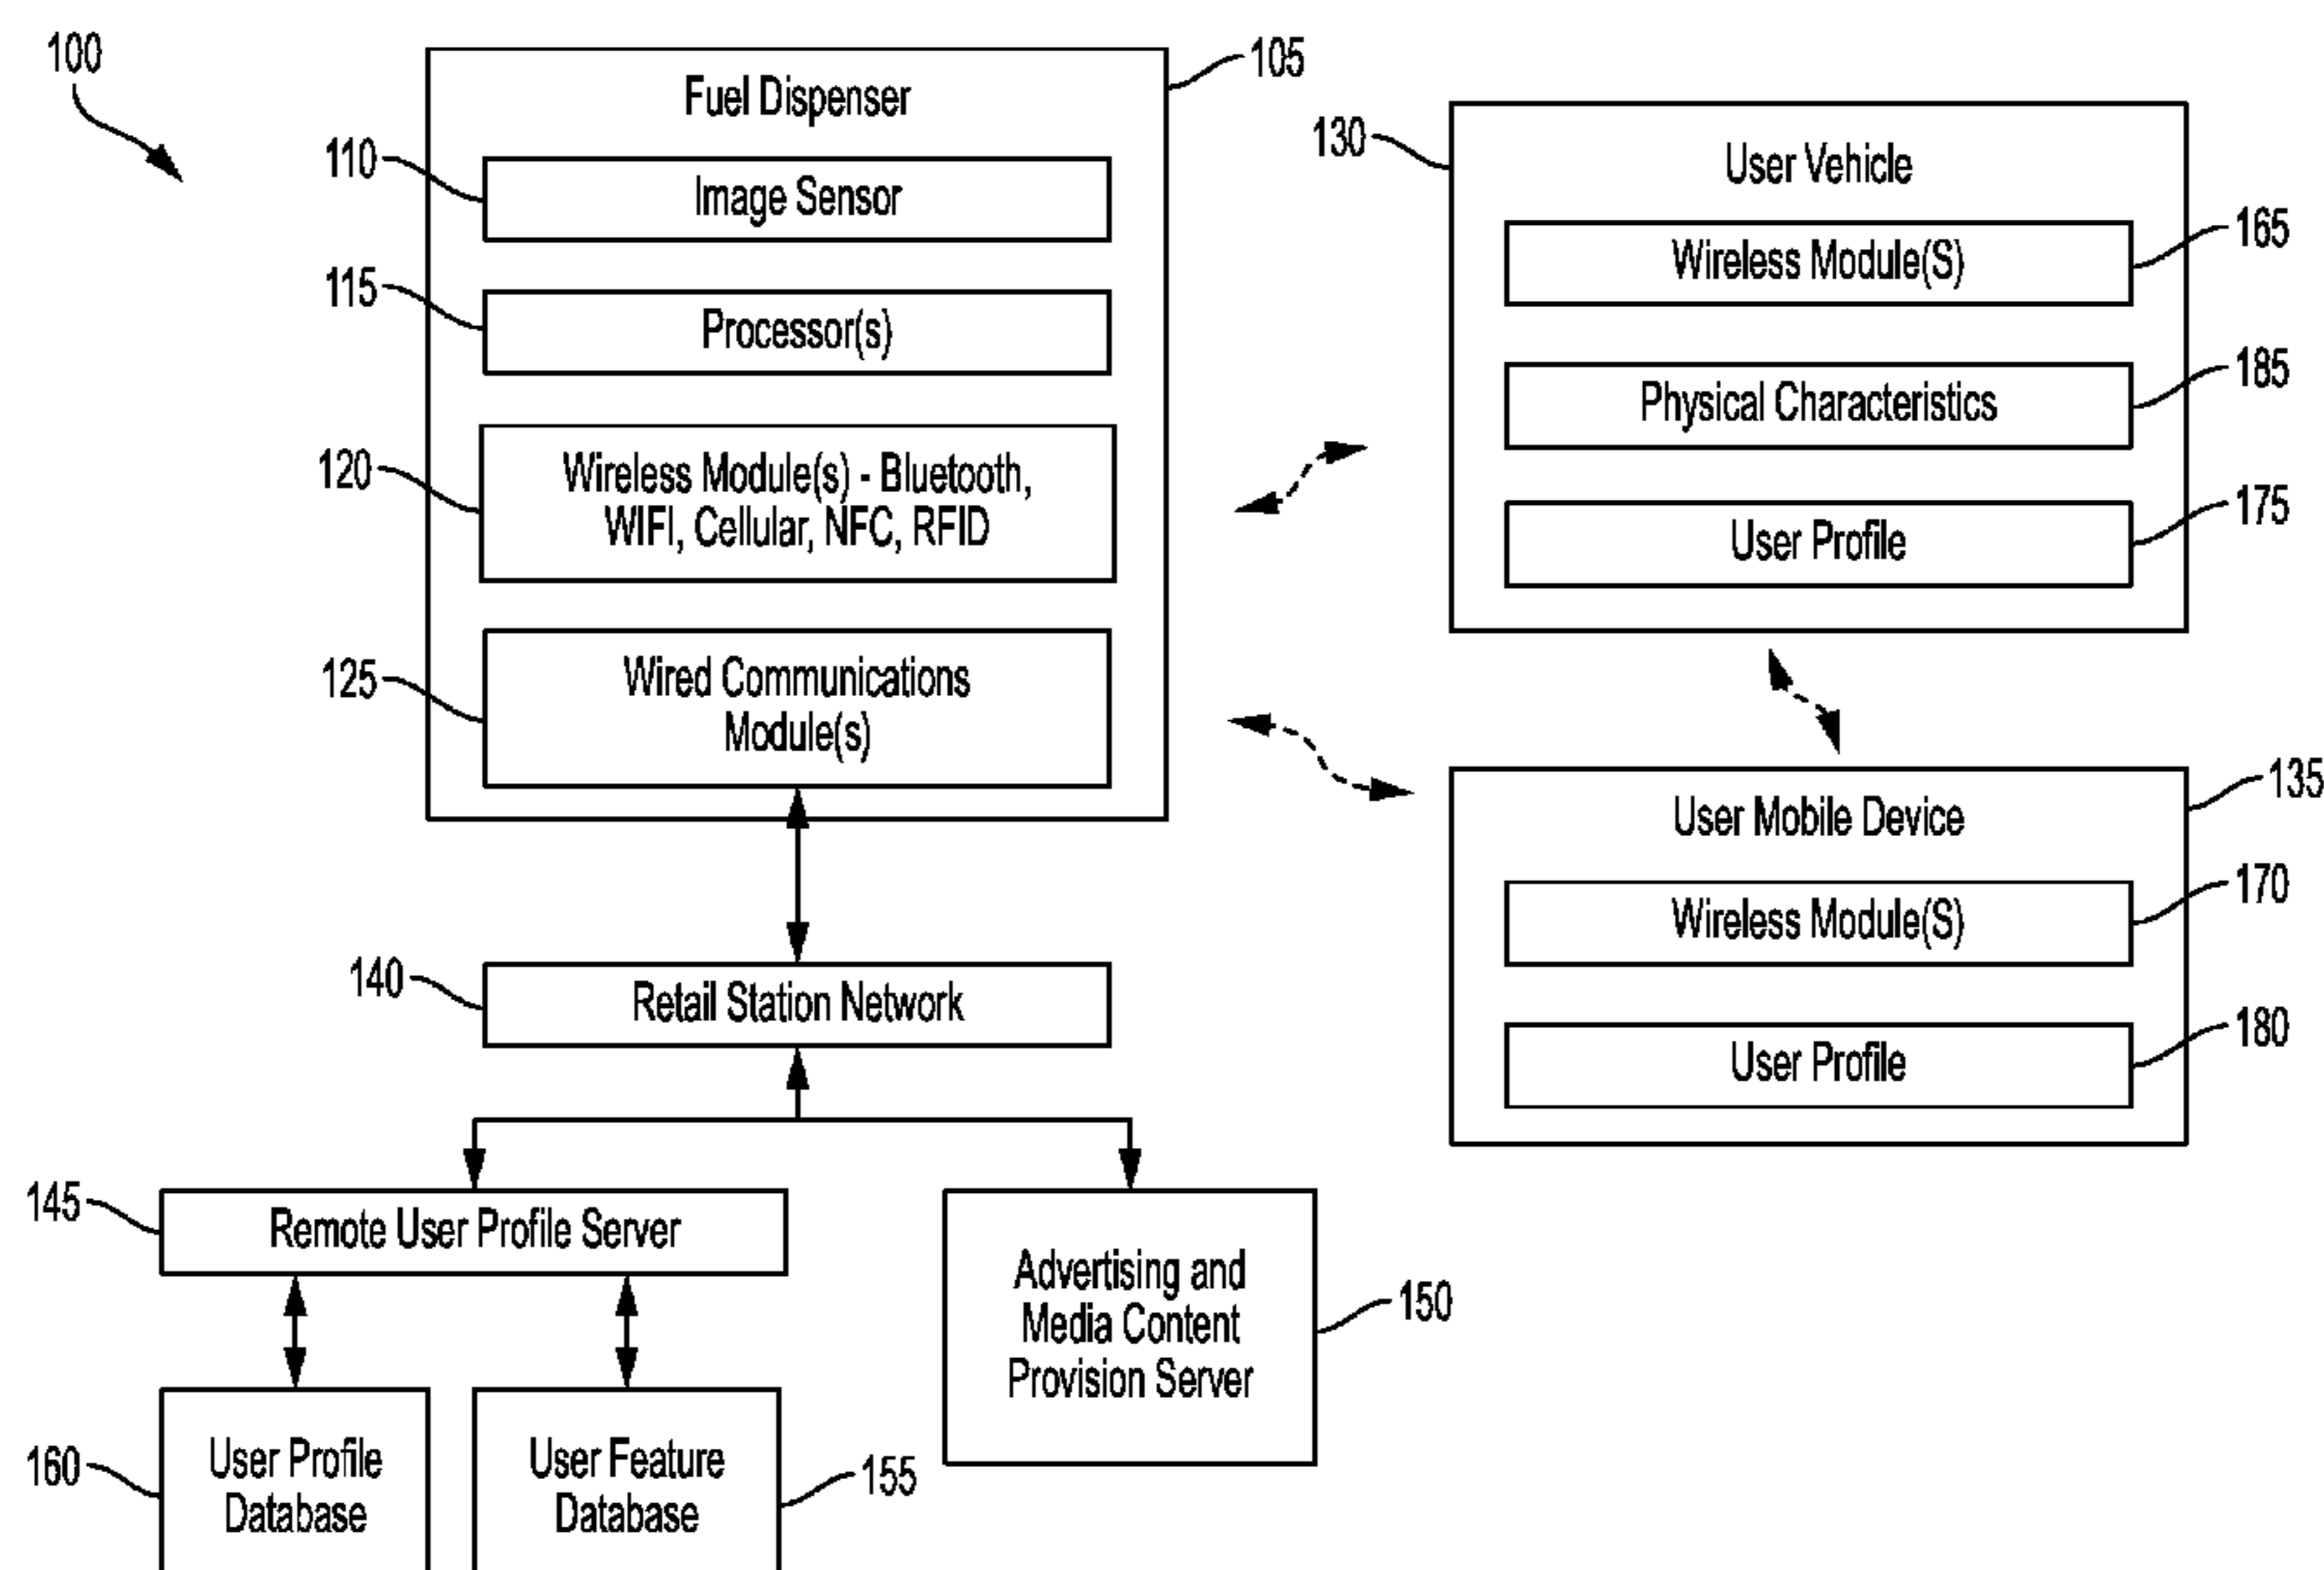 100
105
Fuel Dispenser
110
Image Sensor
115
Processor(s)
120
Wireless Module(s) - Bluetooth,
WIFI, Cellular, NFC, RFID
125
Wired Communications
Module(s)
130
User Vehicle
165
Wireless Module(S)
185
Physical Characteristics
175
User Profile
135
User Mobile Device
170
Wireless Module(S)
180
User Profile
140
Retail Station Network
145
Remote User Profile Server
150
Advertising and
Media Content
Provision Server
160
User Profile
Database
155
User Feature
Database